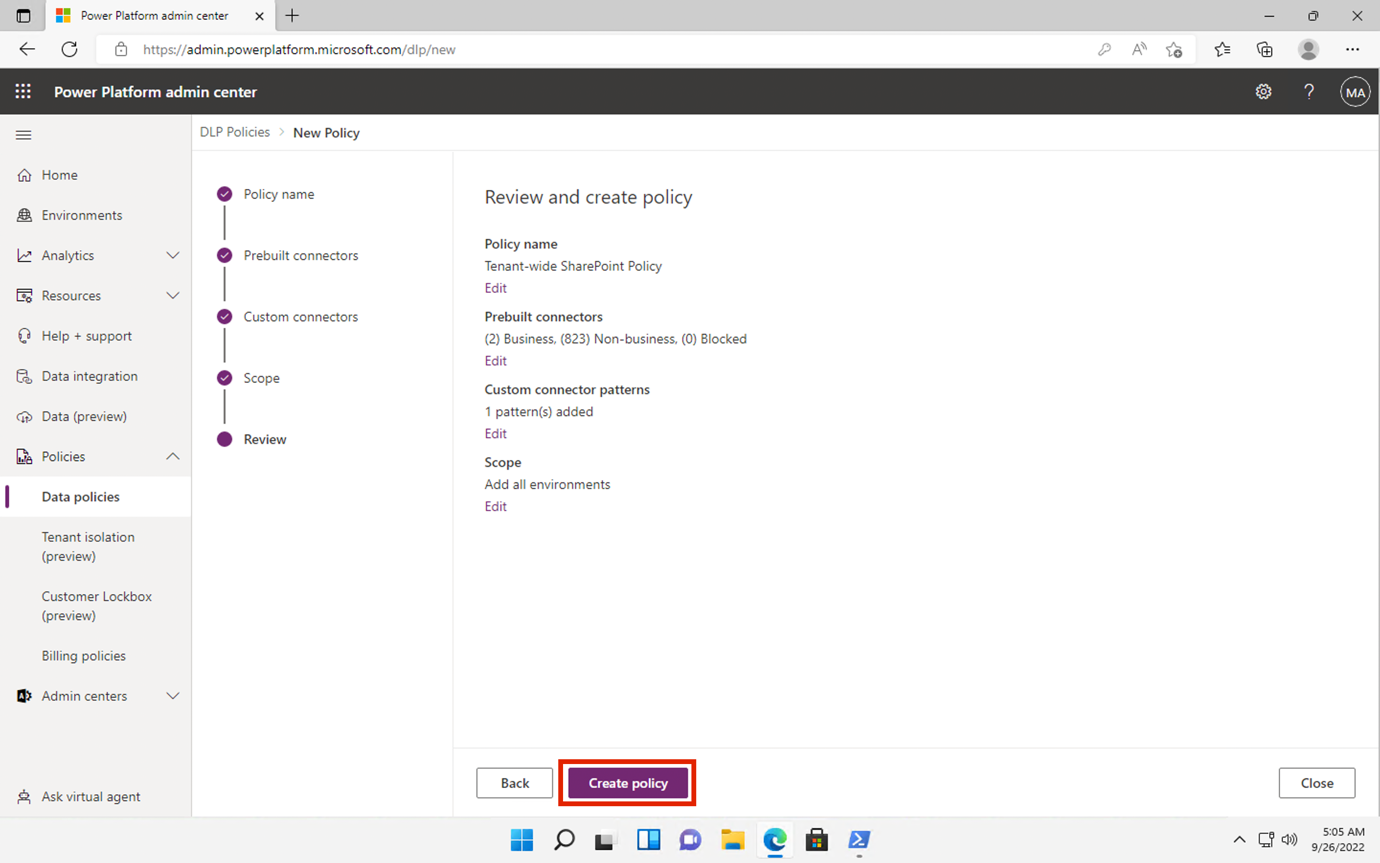 Power Platform admin center
https://admin.powerplatform.microsoft.com/dlp/new
Power Platform admin center
MA
DLP Policies > New Policy
Home
Environments
Analytics
Resources
Help + support
Data integration
Data (preview)
Policies
Data policies
Tenant isolation
(preview)
Customer Lockbox
(preview)
Billing policies
Admin centers
Ask virtual agent
Policy name
Prebuilt connectors
Custom connectors
Scope
Review
Review and create policy
Policy name
Tenant-wide SharePoint Policy
Edit
Prebuilt connectors
(2) Business, (823) Non-business, (0) Blocked
Edit
Custom connector patterns
1 pattern(s) added
Edit
Scope
Add all environments
Edit
Back
Create policy
Close
5:05 AM
9/26/2022